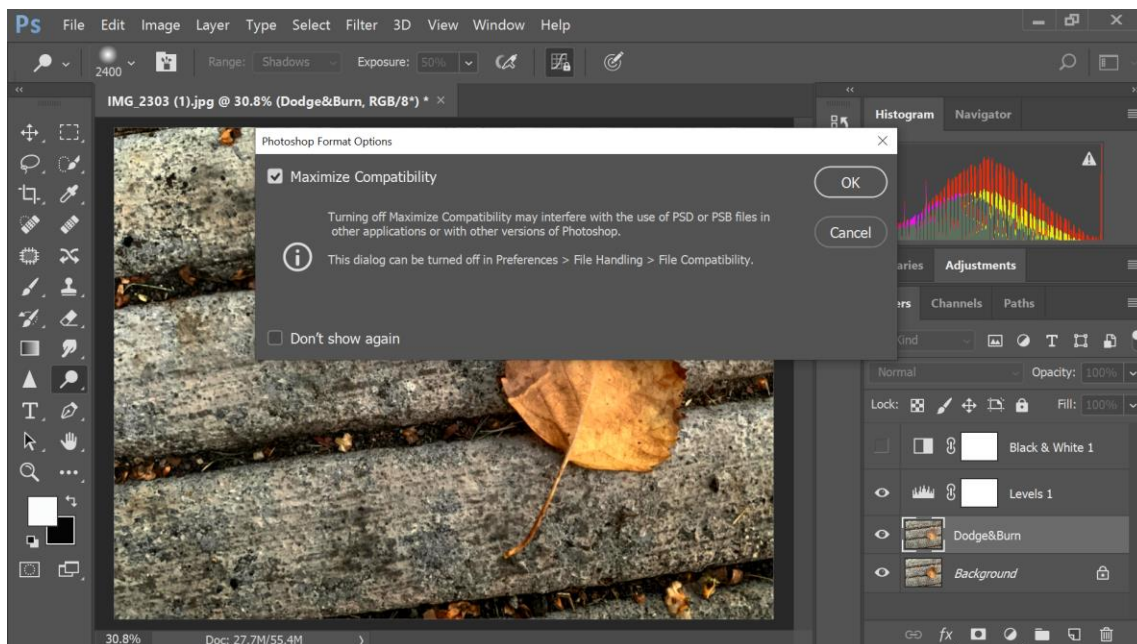 Ps File Edit Image Layer Type Select Filter 3D View Window Help
2400 Range: Shadows Exposure: 50%
IMG_2303 (1).jpg @ 30.8% (Dodge&Burn, RGB/8*) * ×
Histogram Navigator
Photoshop Format Options
Maximize Compatibility
OK
Turning off Maximize Compatibility may interfere with the use of PSD or PSB files in
other applications or with other versions of Photoshop.
Cancel
This dialog can be turned off in Preferences > File Handling > File Compatibility.
Don't show again
aries Adjustments
ers Channels Paths
Kind
Normal Opacity: 100%
Lock: Fill: 100%
Black & White 1
Levels 1
Dodge&Burn
Background
30.8% Doc: 27.7M/55.4M